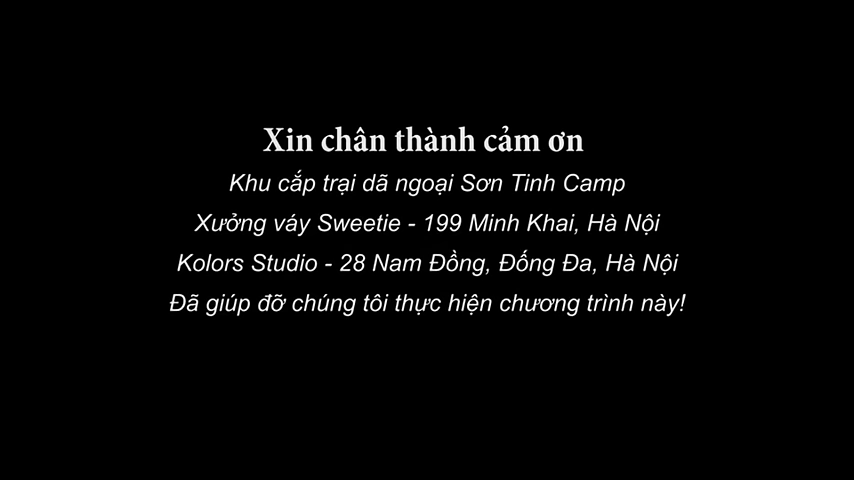 Xin chân thành cảm ơn
Khu cắp trại dã ngoại Sơn Tinh Camp
Xưởng váy Sweetie - 199 Minh Khai, Hà Nội
Kolors Studio - 28 Nam Đồng, Đống Đa, Hà Nội
Đã giúp đỡ chúng tôi thực hiện chương trình này!